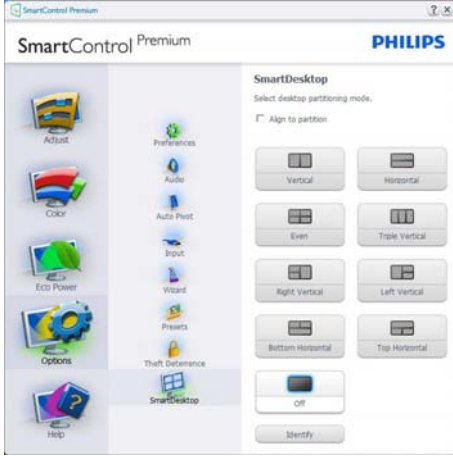 SmartControl Premium
SmartControl Premium
PHILIPS
Adjust
Color
Eco Power
Options
Help
Preferences
Audio
Auto Pivot
Input
Wizard
Presets
Theft Deterrence
SmartDesktop
SmartDesktop
Select desktop partitioning mode.
Align to partition
Vertical
Horizontal
Even
Triple Vertical
Right Vertical
Left Vertical
Bottom Horizontal
Top Horizontal
Off
Identify